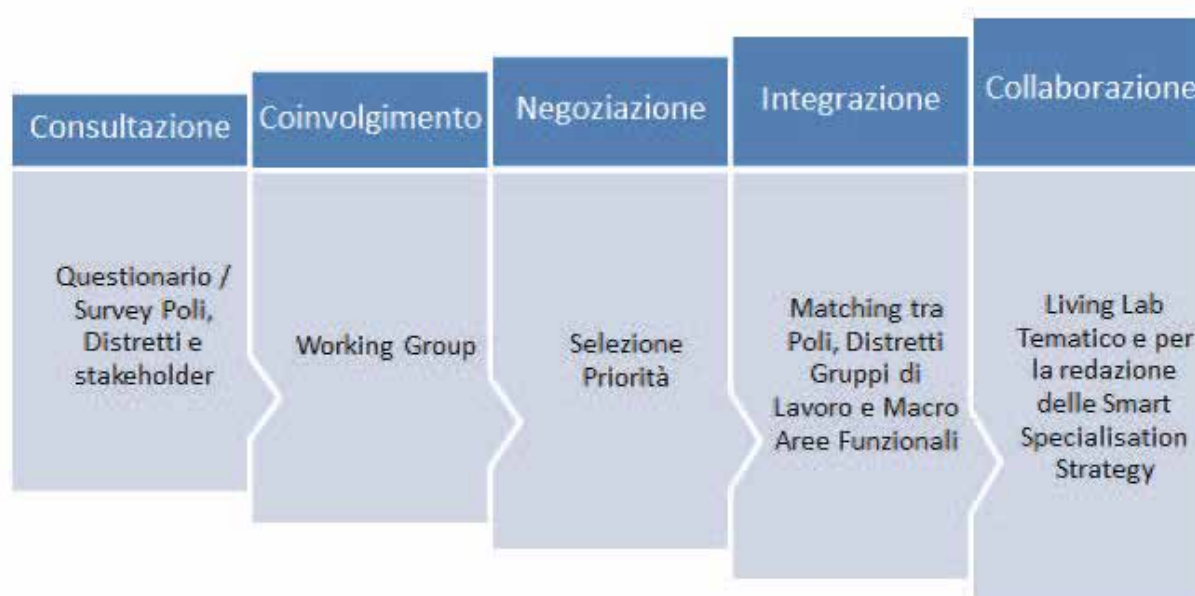 Consultazione
Questionario /
Survey Poli,
Distretti e
stakeholder
Coinvolgimento
Working Group
Negoziazione
Selezione
Priorità
Integrazione
Matching tra
Poli, Distretti
Gruppi di
Lavoro e Macro
Aree Funzionali
Collaborazione
Living Lab
Tematico e per
la redazione
delle Smart
Specialisation
Strategy